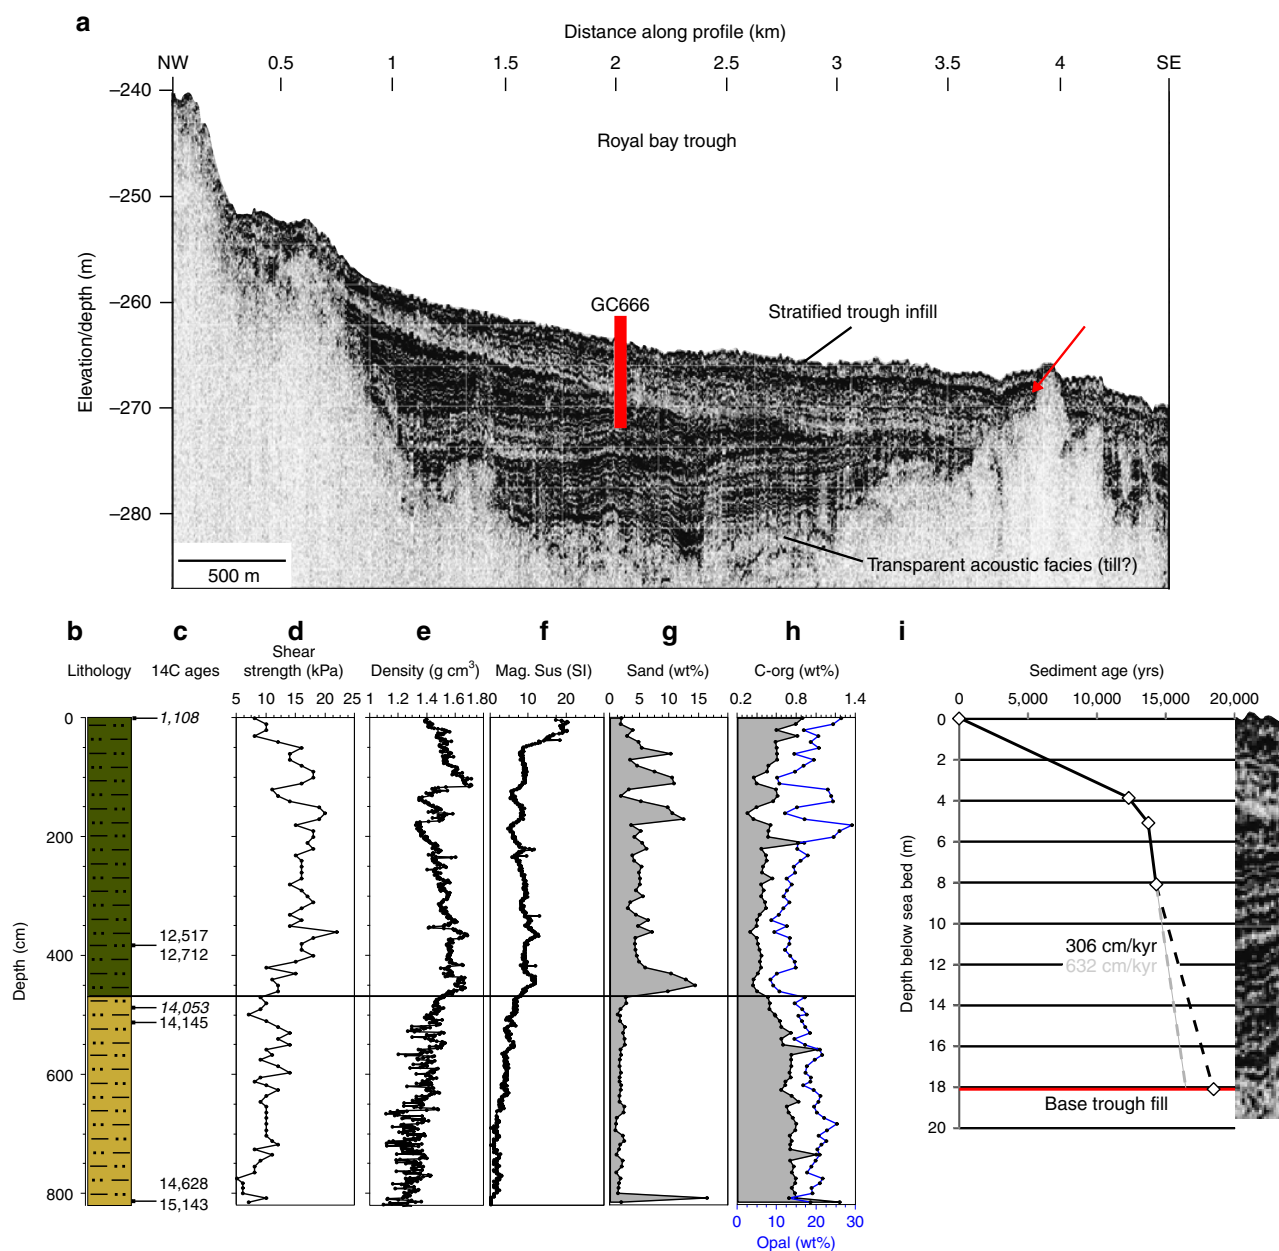 a
Distance along profile (km)
NW 0.5 1 1.5 2 2.5 3 3.5 4 SE
–240
Royal bay trough
–250
–260
GC666
Stratified trough infill
Elevation/depth (m)
–270
–280
Transparent acoustic facies (till?)
500 m
b c d e f g h i
Lithology 14C ages Shear strength (kPa) Density (g cm3) Mag. Sus (SI) Sand (wt%) C-org (wt%) Sediment age (yrs)
5 10 15 20 25 1 1.2 1.4 1.6 1.8 0 10 20 0 5 10 15 0.2 0.8 1.4 0 5,000 10,000 15,000 20,000
0 1,108 0
2
4
200
6
8
Depth (cm)
Depth below sea bed (m)
12,517
400 12,712
10
306 cm/kyr
632 cm/kyr
12
14,053
14,145
14
600
16
14,628
800 15,143
18
Base trough fill
20
0 10 20 30
Opal (wt%)